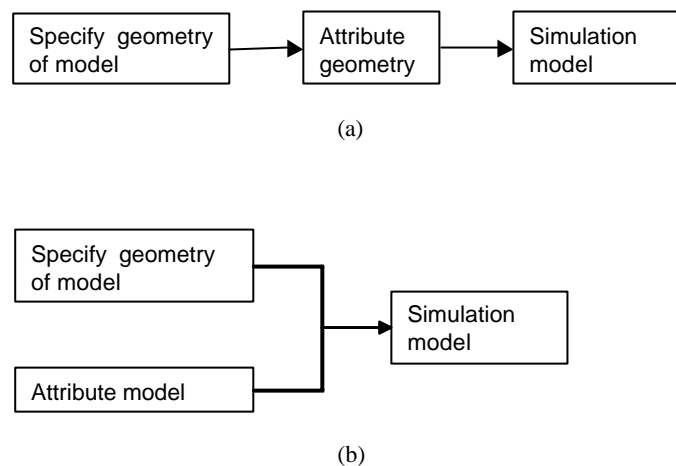 Specify geometry
of model
Attribute
geometry
Simulation
model
(a)
Specify geometry
of model
Attribute model
Simulation
model
(b)